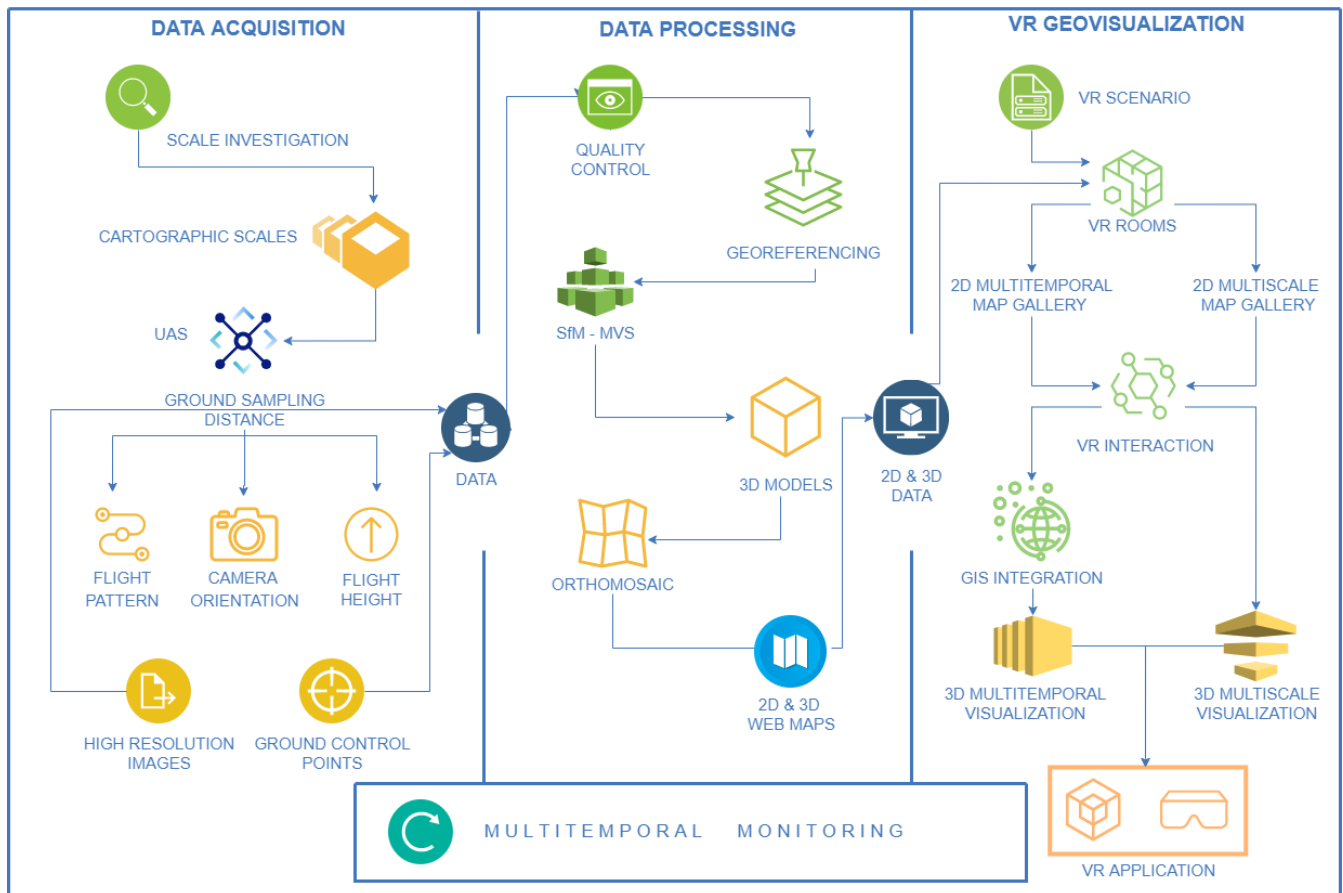 DATA ACQUISITION
SCALE INVESTIGATION
CARTOGRAPHIC SCALES
UAS
GROUND SAMPLING
DISTANCE
DATA
FLIGHT
PATTERN
CAMERA
ORIENTATION
FLIGHT
HEIGHT
HIGH RESOLUTION
IMAGES
GROUND CONTROL
POINTS
DATA PROCESSING
QUALITY
CONTROL
GEOREFERENCING
SfM - MVS
3D MODELS
2D & 3D
DATA
ORTHOMOSAIC
2D & 3D
WEB MAPS
VR GEOVISUALIZATION
VR SCENARIO
VR ROOMS
2D MULTITEMPORAL
MAP GALLERY
2D MULTISCALE
MAP GALLERY
VR INTERACTION
GIS INTEGRATION
3D MULTITEMPORAL
VISUALIZATION
3D MULTISCALE
VISUALIZATION
VR APPLICATION
MULTITEMPORAL MONITORING